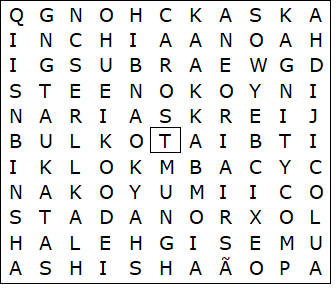 Q G N O H C K A S K A
I N C H I A A N O A H
I G S U B R A E W G D
S T E E N O K O Y N I
N A R I A S K R E I J
B U L K O T A I B T I
I K L O K M B A C Y C
N A K O Y U M I I C O
S T A D A N O R X O L
H A L E H G I S E M U
A S H I S H A Ã O P A